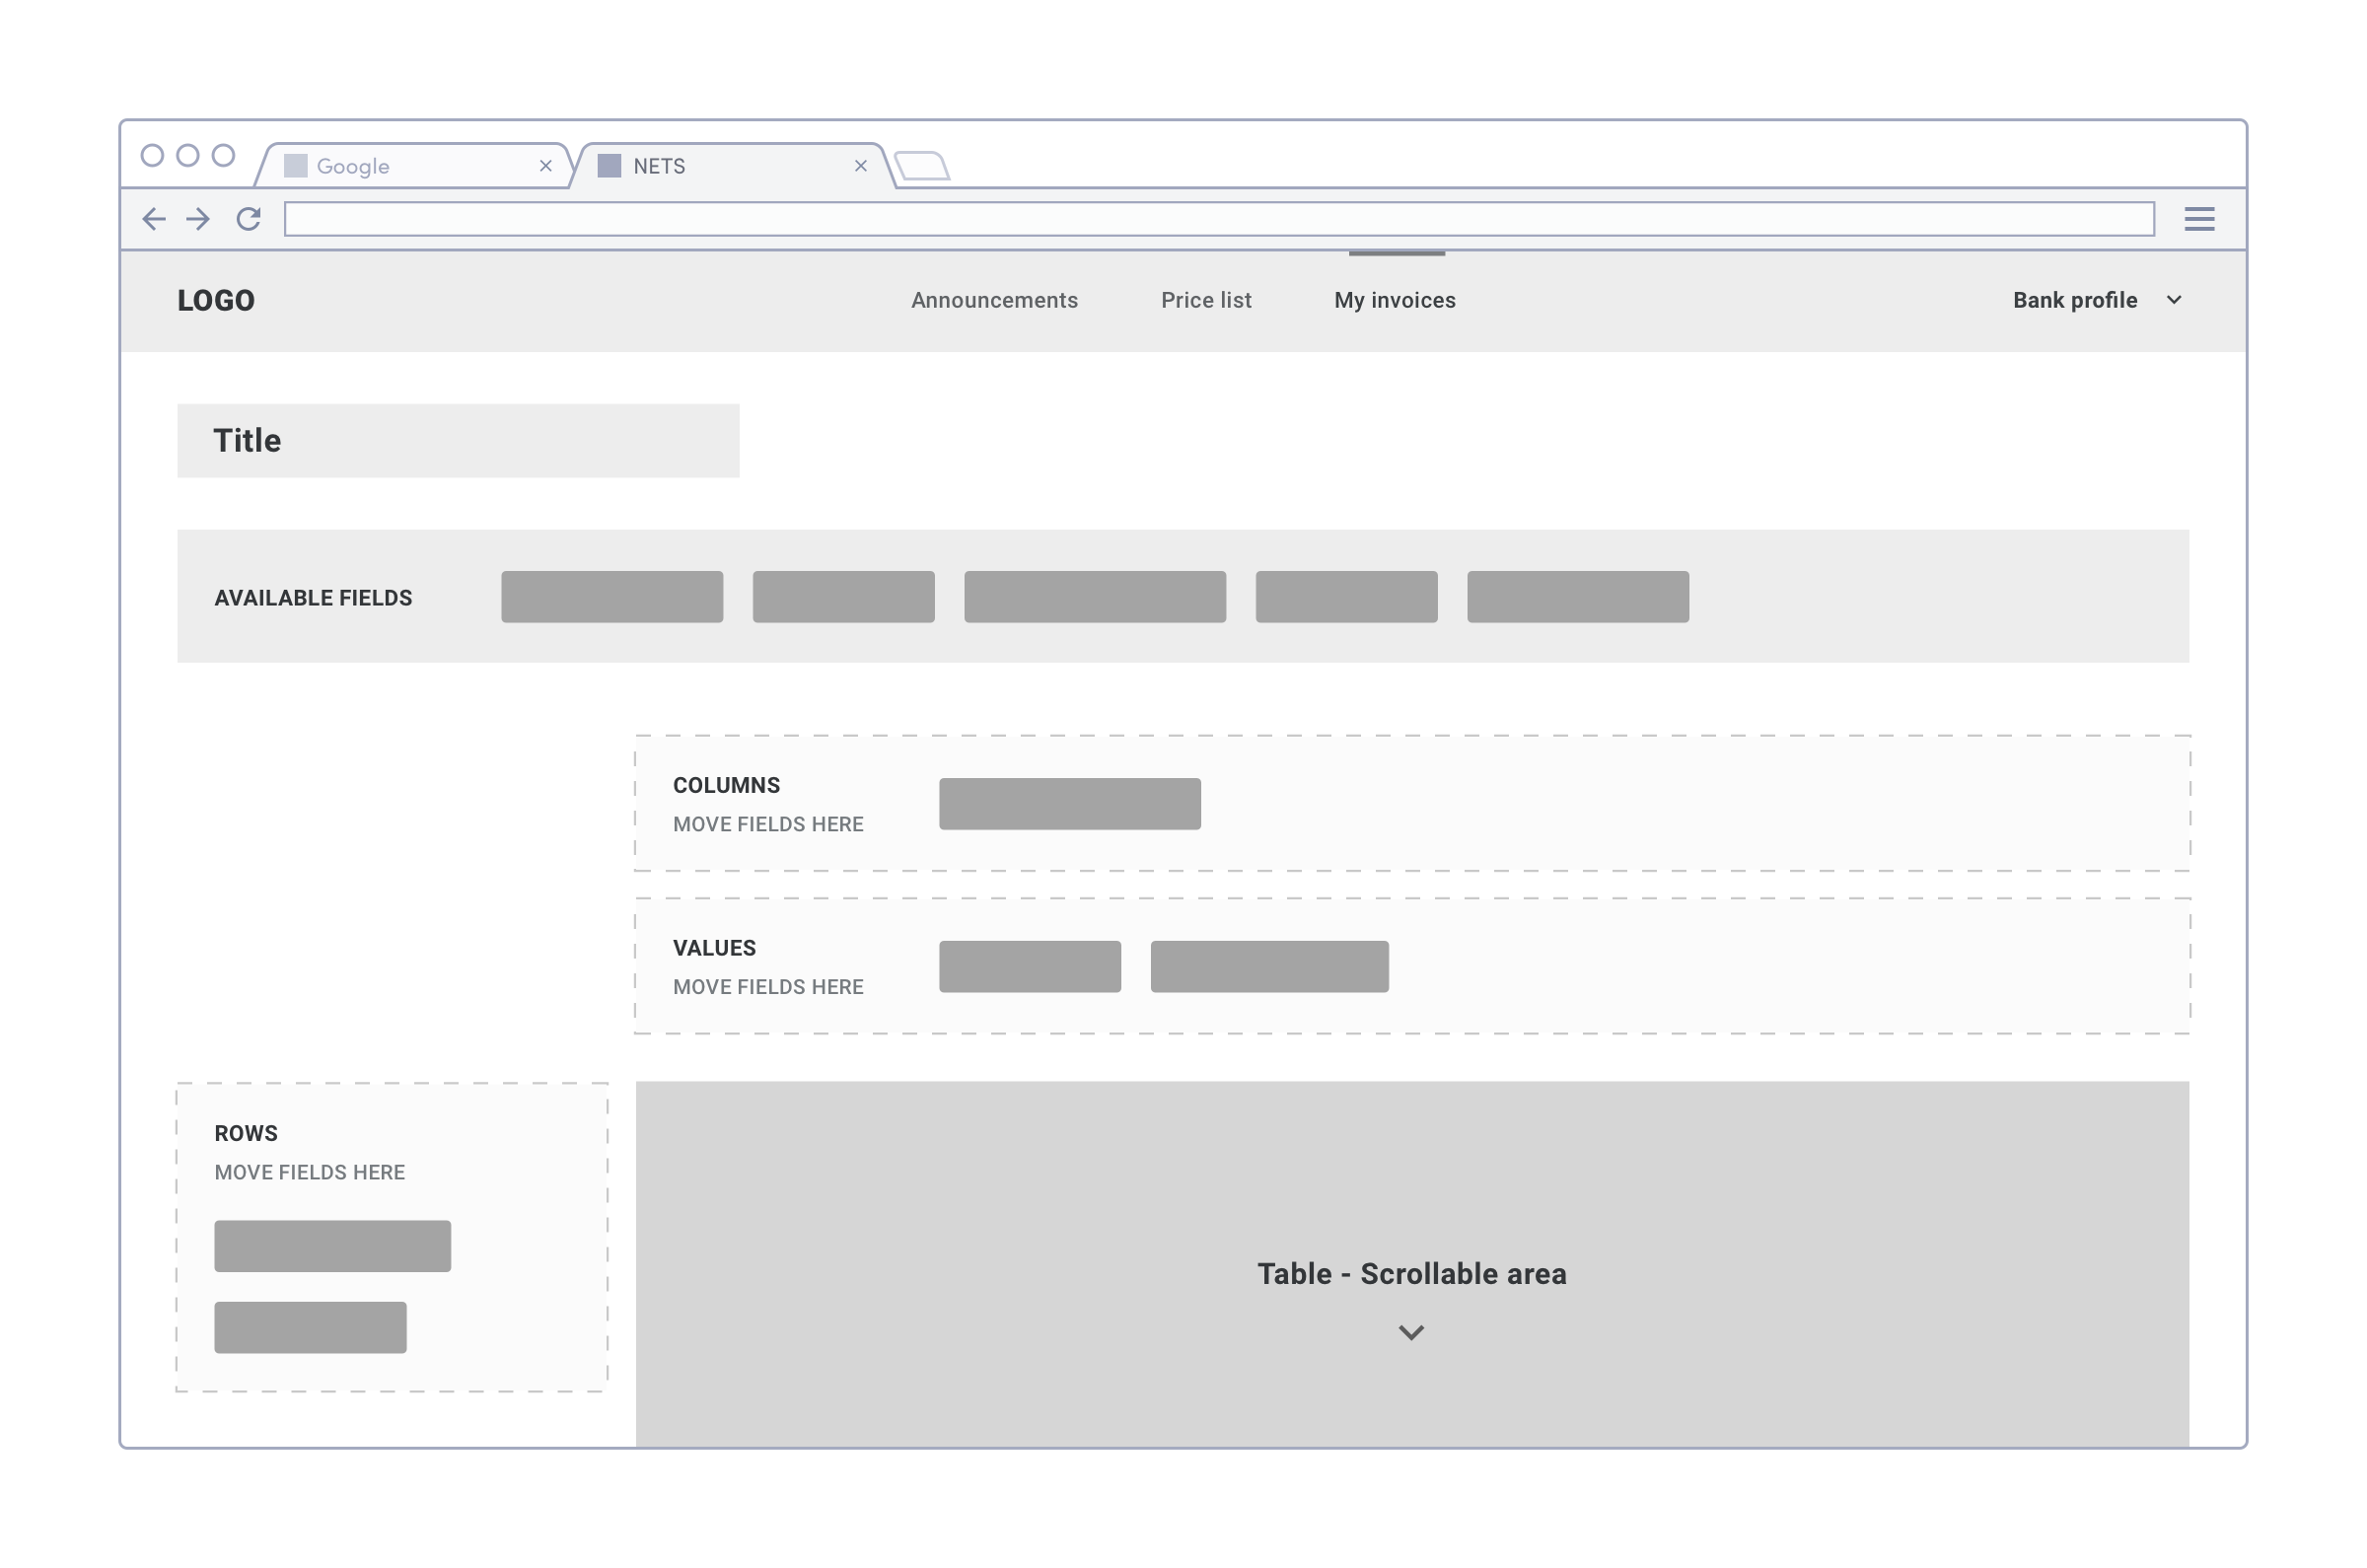 Google
NETS
LOGO
Announcements
Price list
My invoices
Bank profile
Title
AVAILABLE FIELDS
COLUMNS
MOVE FIELDS HERE
VALUES
MOVE FIELDS HERE
ROWS
MOVE FIELDS HERE
Table - Scrollable area